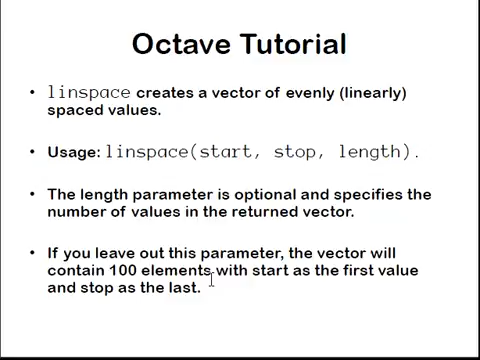 Octave Tutorial
• linspace creates a vector of evenly (linearly)
spaced values.
• Usage: linspace(start, stop, length).
• The length parameter is optional and specifies the
number of values in the returned vector.
• If you leave out this parameter, the vector will
contain 100 elements with start as the first value
and stop as the last.